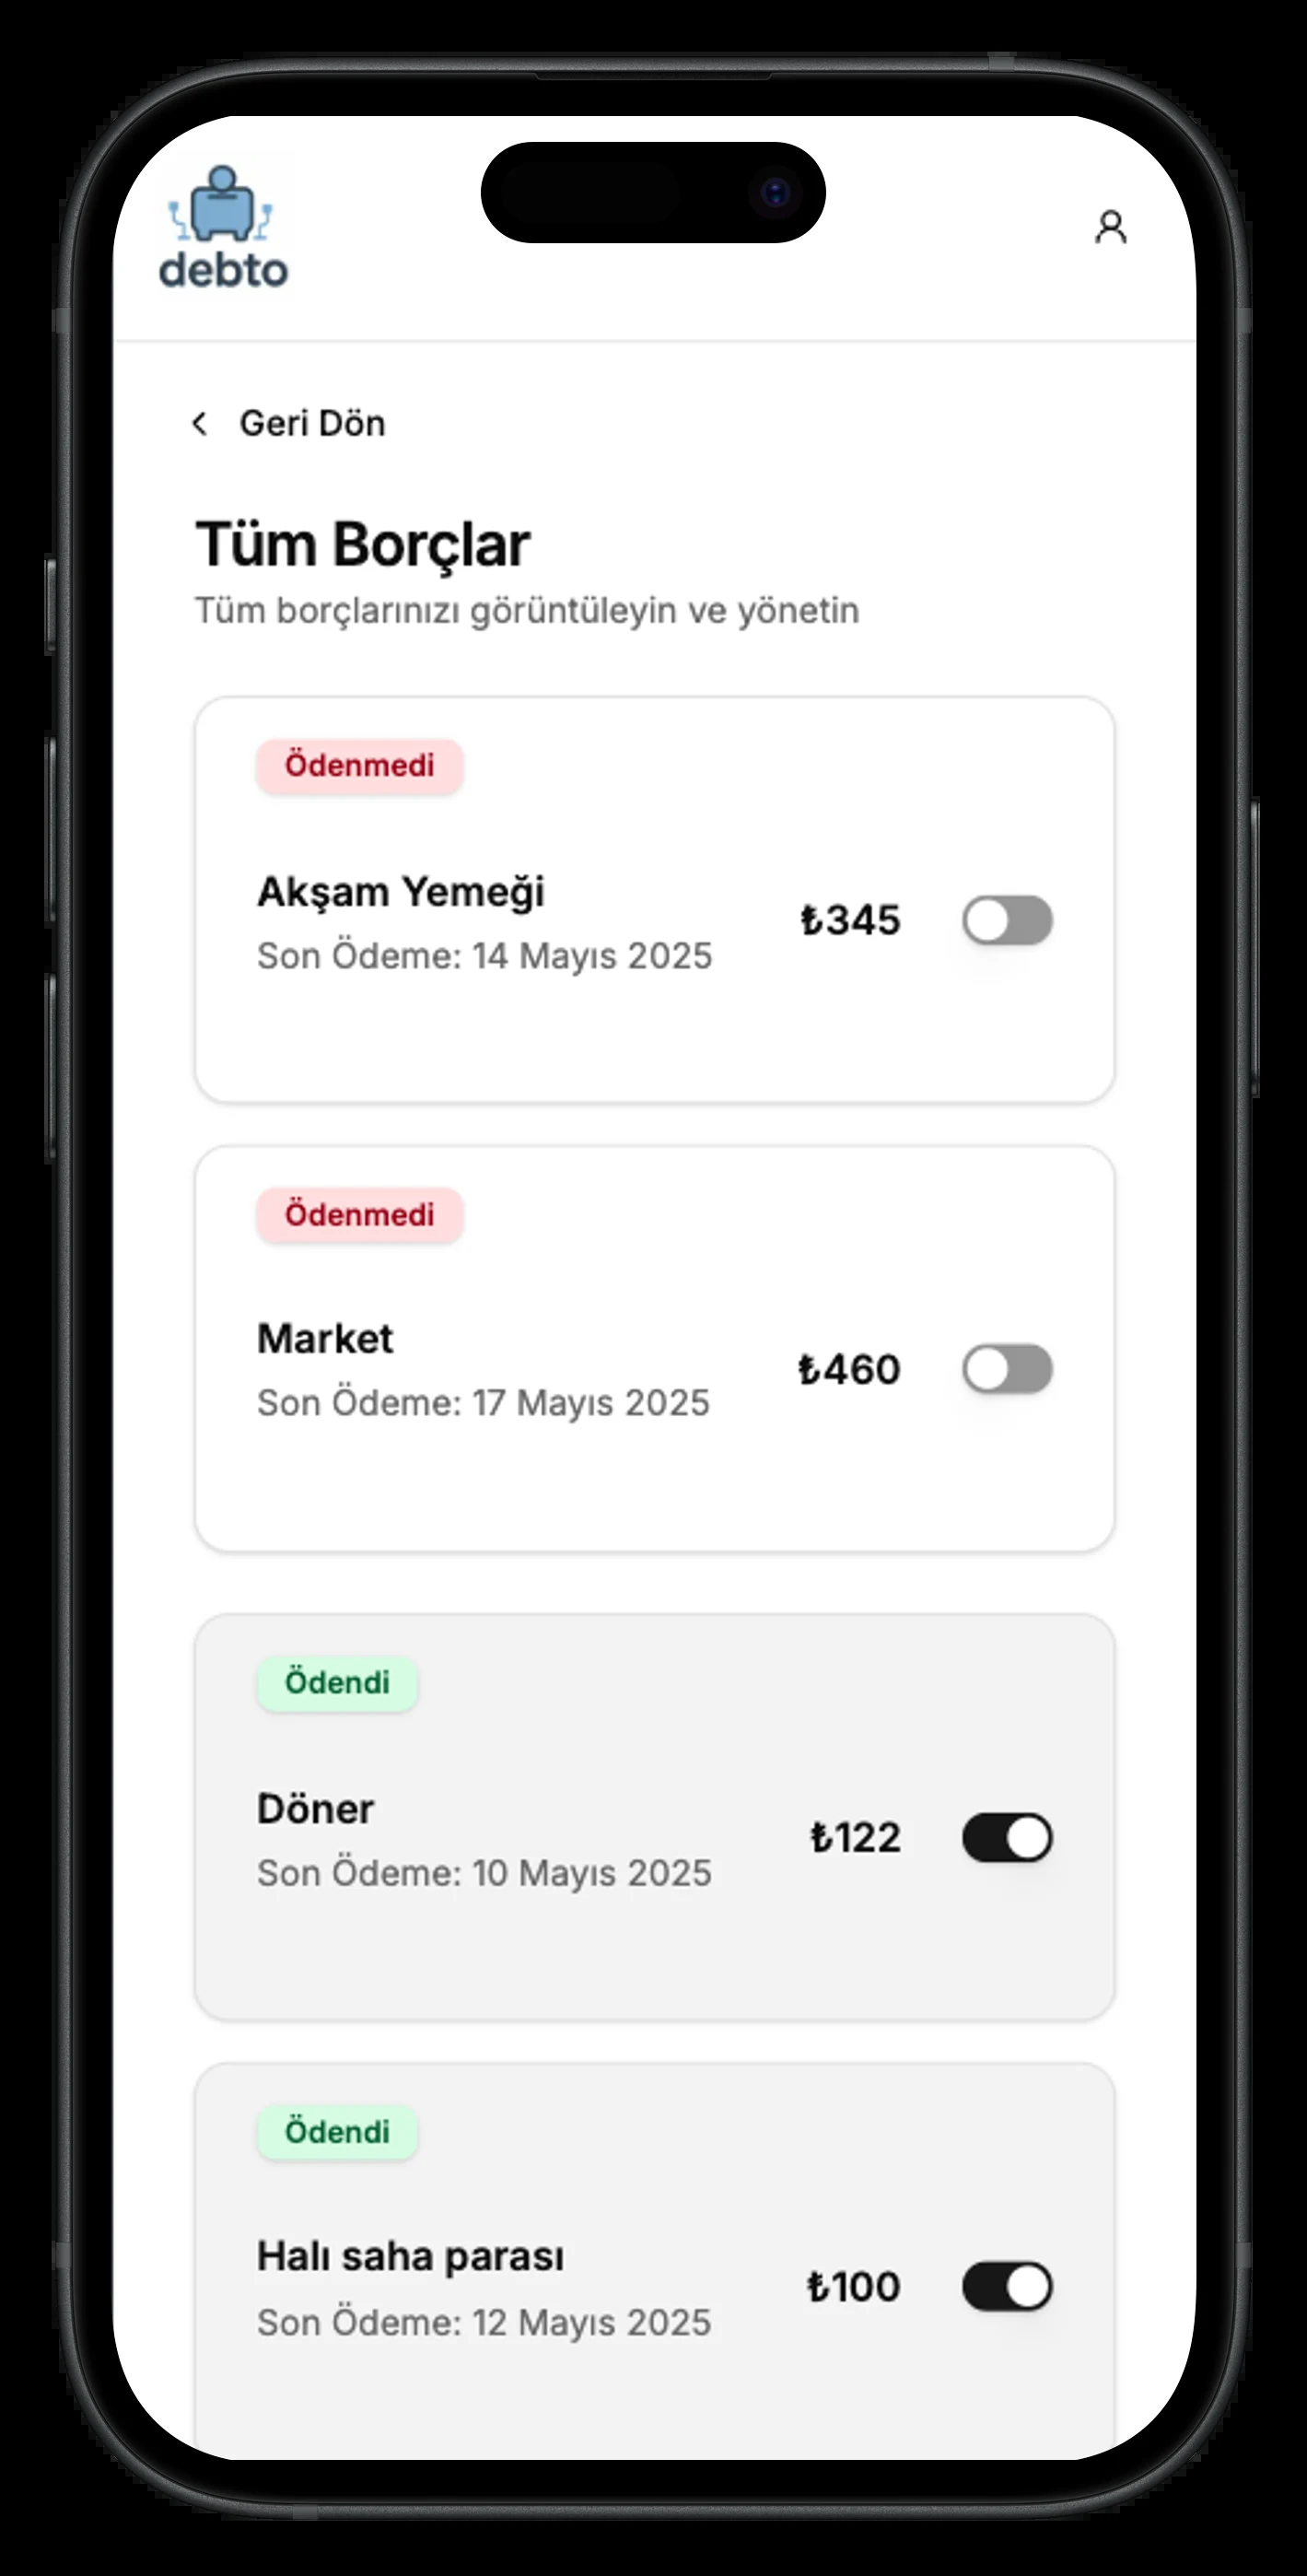 debto
Geri Dön
Tüm Borçlar
Tüm borçlarınızı görüntüleyin ve yönetin
Ödenmedi
Akşam Yemeği
₺345
Son Ödeme: 14 Mayıs 2025
Ödenmedi
Market
₺460
Son Ödeme: 17 Mayıs 2025
Ödendi
Döner
₺122
Son Ödeme: 10 Mayıs 2025
Ödendi
Halı saha parası
₺100
Son Ödeme: 12 Mayıs 2025